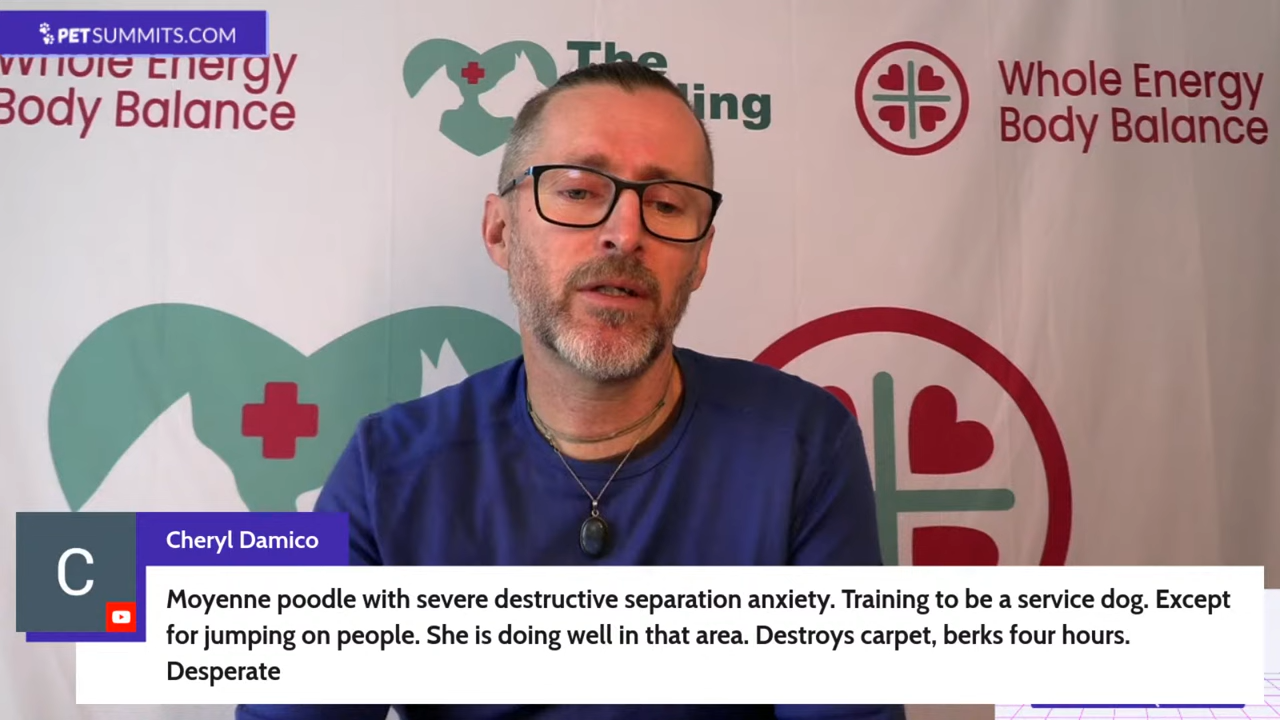 PETSUMMITS.COM
Whole Energy
Body Balance
The
ling
Whole Energy
Body Balance
C
Cheryl Damico
Moyenne poodle with severe destructive separation anxiety. Training to be a service dog. Except
for jumping on people. She is doing well in that area. Destroys carpet, berks four hours.
Desperate